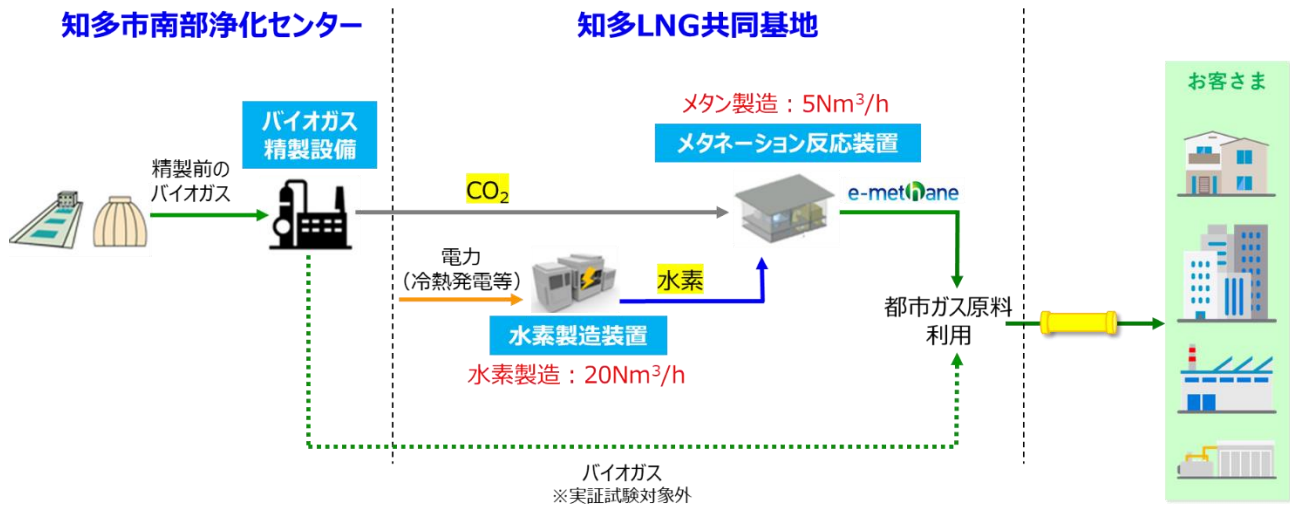 知多市南部浄化センター
知多LNG共同基地
お客さま
バイオガス
精製設備
精製前の
バイオガス
CO₂
メタン製造：5Nm³/h
メタネーション反応装置
e-methane
電力
（冷熱発電等）
水素
水素製造装置
水素製造：20Nm³/h
都市ガス原料
利用
バイオガス
※実証試験対象外